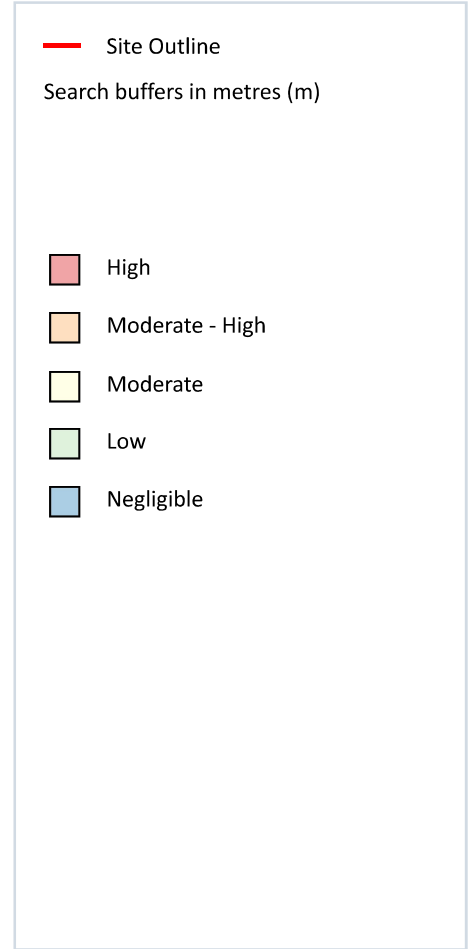 Site Outline
Search buffers in metres (m)
High
Moderate - High
Moderate
Low
Negligible